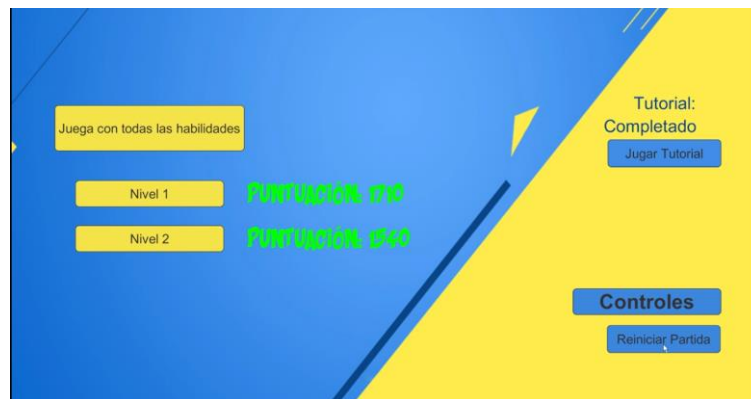 Juega con todas las habilidades
Nivel 1
PUNTUACIÓN: 1710
Nivel 2
PUNTUACIÓN: 1540
Tutorial:
Completado
Jugar Tutorial
Controles
Reiniciar Partida